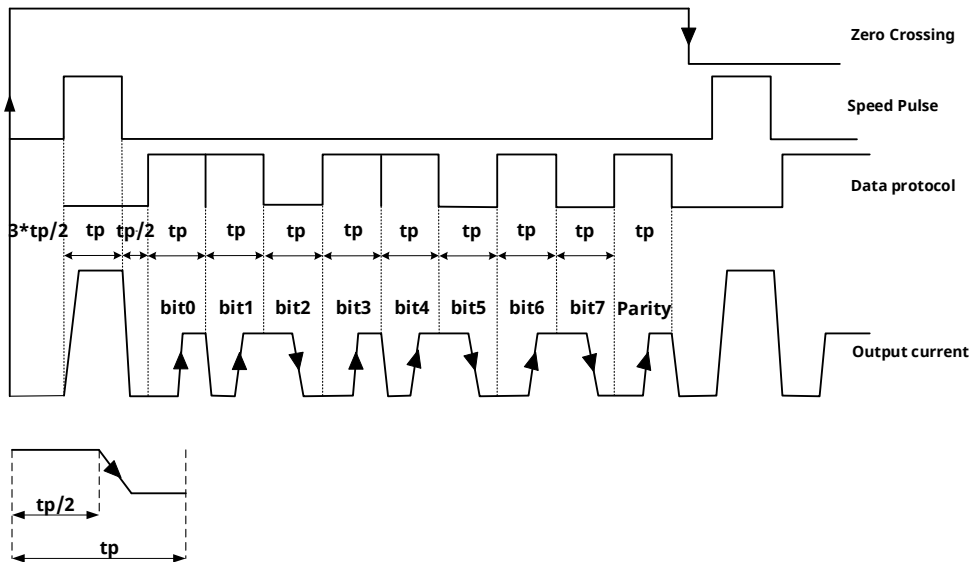 Zero Crossing
Speed Pulse
Data protocol
3*tp/2 tp tp/2 tp tp tp tp tp tp tp tp tp
bit0 bit1 bit2 bit3 bit4 bit5 bit6 bit7 Parity
Output current
tp/2
tp